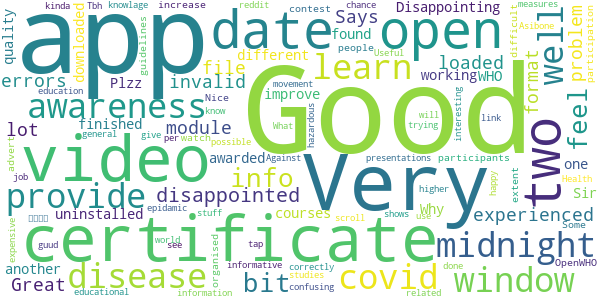 kinda
Tbh
knowlage
increase
reddit
Disappointing
measures
Asibone
quality
downloaded
app
date
guidelines
contest
Says
found
people
open
chance
Useful
difficult
participation
well
errors
Plzz
invalid
file
different
loaded
working
WHO
format
problem
learn
awareness
education
Nice
know
improve
movement
Good
will
trying
interesting
link
feel
lot
finished
module
general
give
What
possible
hazardous
two
one
video
advert
per
watch
awarded
Against
presentations
participants
info
Very
higher
happy
Health
job
provide
epidamic
disappointed
Why
experienced
Sir
extent
uninstalled
courses
stuff
shows
use
Some
certificate
midnight
another
guud
world
see
organised
tap
scroll
OpenWHO
Great
disease
bit
informative
correctly
covid
done
window
expensive
educational
information
confusing
studies
related